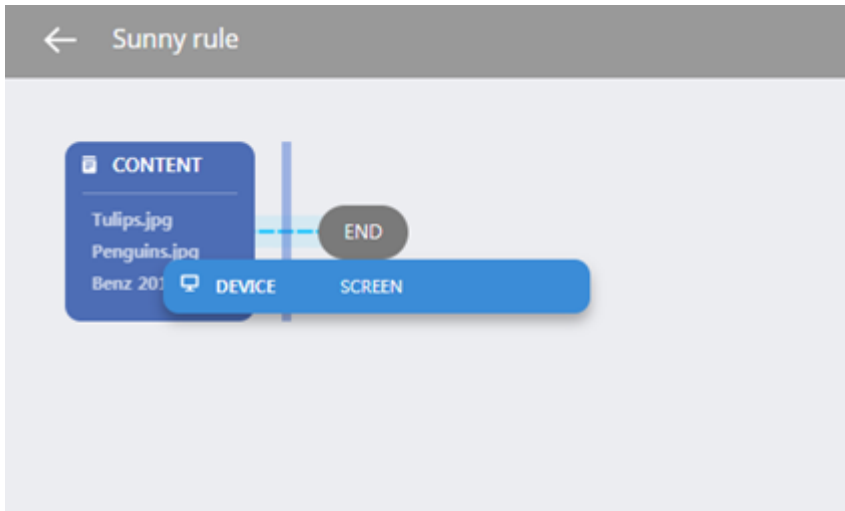 Sunny rule
CONTENT
Tulips.jpg
END
Penguins.jpg
Benz
DEVICE SCREEN